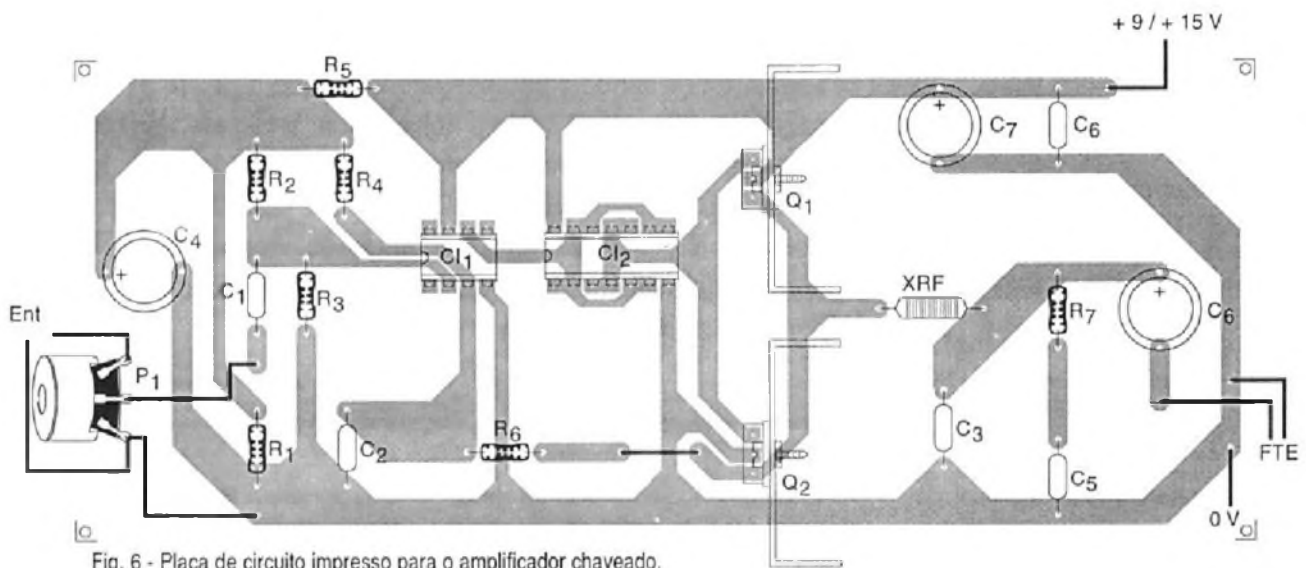 + 9 / + 15 V
R5
C7
C6
R2
R4
Q1
C4
CI1
CI2
C1
R3
XRF
R7
C6
Ent
P1
R1
C2
R6
C3
Q2
C5
FTE
0 V
Fig. 6 - Placa de circuito impresso para o amplificador chaveado.